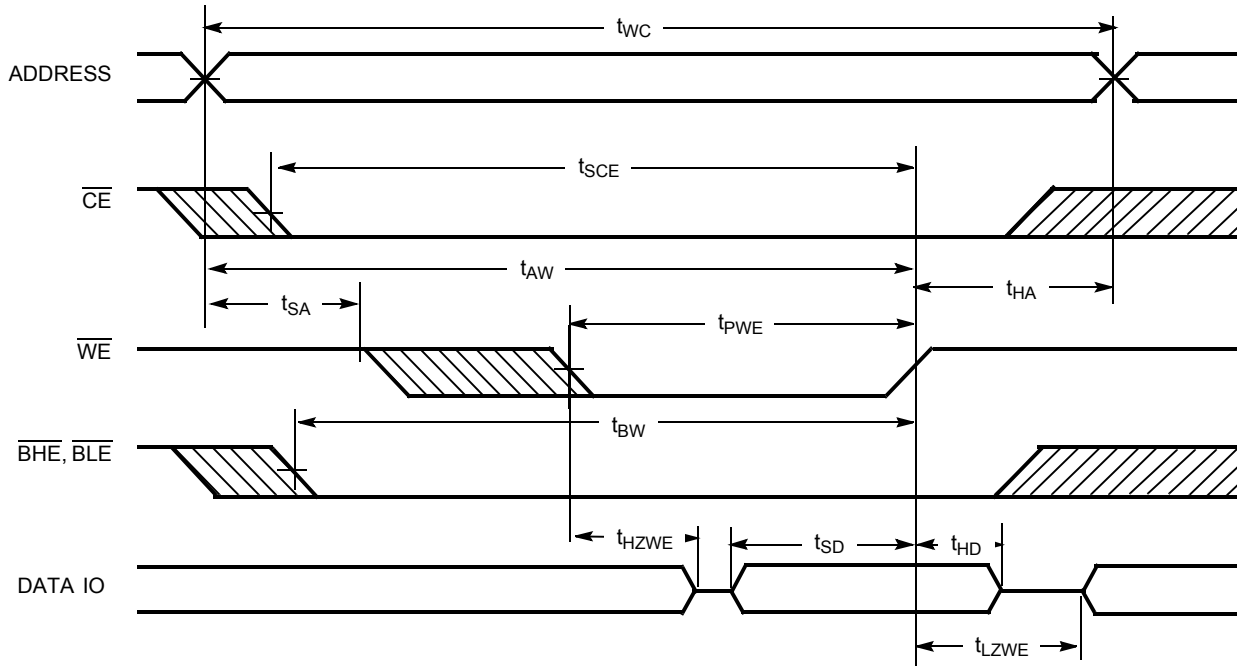 tWC
ADDRESS
tSCE
CE
tAW
tSA
tHA
tPWE
WE
tBW
BHE, BLE
tHZWE
tSD
tHD
DATA IO
tLZWE